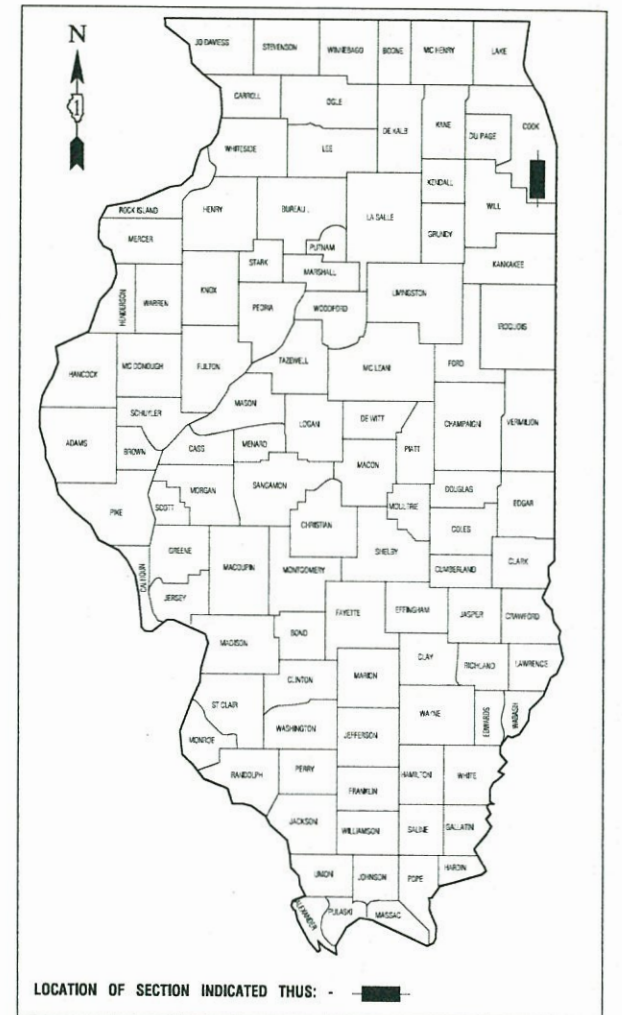 N
1
JO DAVIESS STEVENSON WINNEBAGO BOONE MC HENRY LAKE
CARROLL OGLE DE KALB KANE DU PAGE COOK
WHITESIDE LEE KENDALL WILL
ROCK ISLAND HENRY BUREAU LA SALLE GRUNDY
MERCER PUTNAM KANKAKEE
STARK MARSHALL
HENDERSON WARREN KNOX PEORIA WOODFORD LIVINGSTON IROQUOIS
HANCOCK MC DONOUGH FULTON TAZEWELL MC LEAN FORD
MASON
SCHUYLER LOGAN DE WITT CHAMPAIGN VERMILION
ADAMS BROWN CASS MENARD PIATT
MACON
PIKE SCOTT MORGAN SANGAMON MOULTRIE DOUGLAS EDGAR
CHRISTIAN COLES
CALHOUN GREENE MACOUPIN MONTGOMERY SHELBY CUMBERLAND CLARK
JERSEY FAYETTE EFFINGHAM JASPER CRAWFORD
MADISON BOND CLAY RICHLAND LAWRENCE
CLINTON MARION
ST CLAIR WASHINGTON WAYNE EDWARDS WABASH
MONROE JEFFERSON
RANDOLPH PERRY HAMILTON WHITE
FRANKLIN
JACKSON WILLIAMSON SALINE GALLATIN
UNION JOHNSON POPE HARDIN
ALEXANDER PULASKI MASSAC
LOCATION OF SECTION INDICATED THUS: -